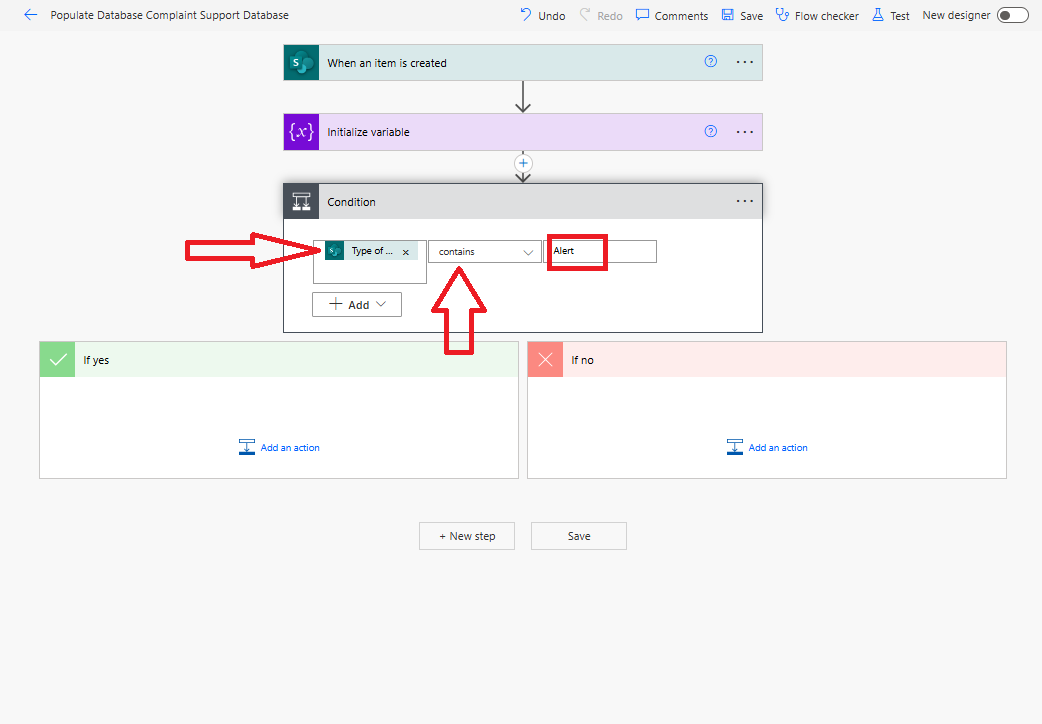 Populate Database Complaint Support Database
Undo Redo Comments Save Flow checker Test New designer
S When an item is created ? ...
{x} Initialize variable ? ...
+
Condition ...
S Type of ... × contains Alert
+ Add
If yes
Add an action
If no
Add an action
+ New step Save